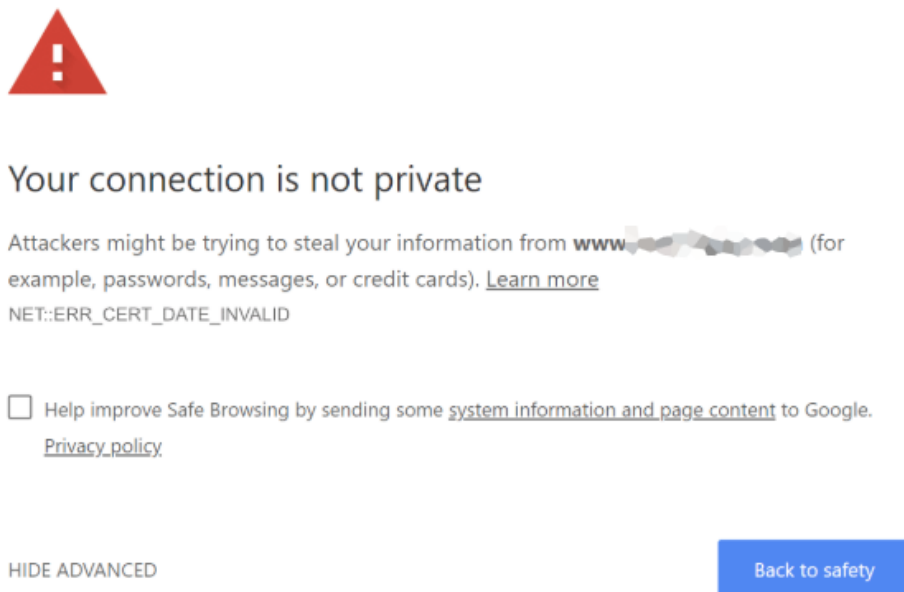 Your connection is not private
Attackers might be trying to steal your information from www (for
example, passwords, messages, or credit cards). Learn more
NET::ERR_CERT_DATE_INVALID
Help improve Safe Browsing by sending some system information and page content to Google.
Privacy policy
HIDE ADVANCED
Back to safety